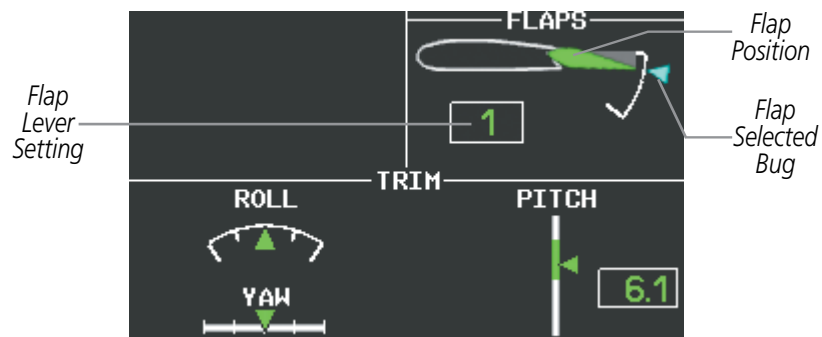 FLAPS
Flap
Position
Flap
Lever
Setting
1
Flap
Selected
Bug
TRIM
ROLL
PITCH
YAW
6.1